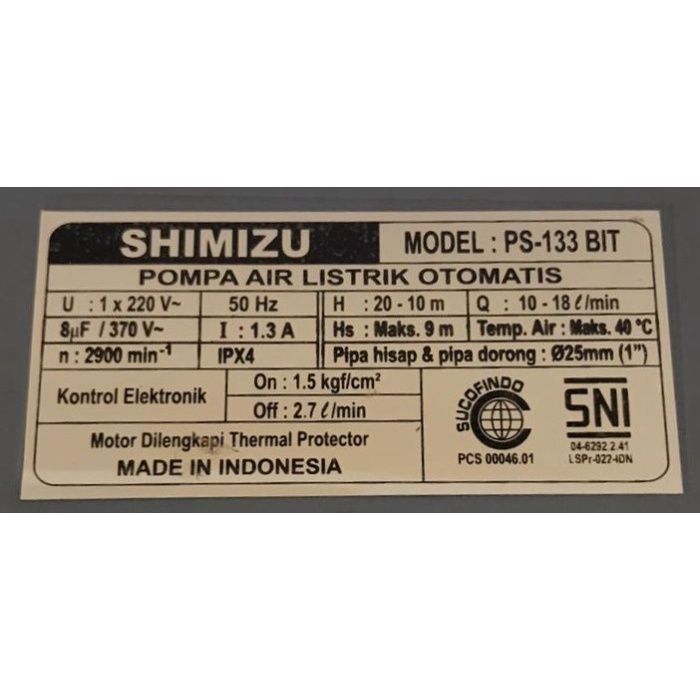 SHIMIZU MODEL : PS-133 BIT
POMPA AIR LISTRIK OTOMATIS
U : 1 x 220 V~ 50 Hz H : 20 - 10 m Q : 10 - 18 ℓ/min
8µF / 370 V~ I : 1.3 A Hs : Maks. 9 m Temp. Air : Maks. 40 °C
n : 2900 min-1 IPX4 Pipa hisap & pipa dorong : Ø25mm (1")
Kontrol Elektronik On : 1.5 kgf/cm²
Off : 2.7 ℓ/min
Motor Dilengkapi Thermal Protector
MADE IN INDONESIA
SUCOFINDO
PCS 00046.01
SNI
04-6292.2.41
LSPr-022-IDN